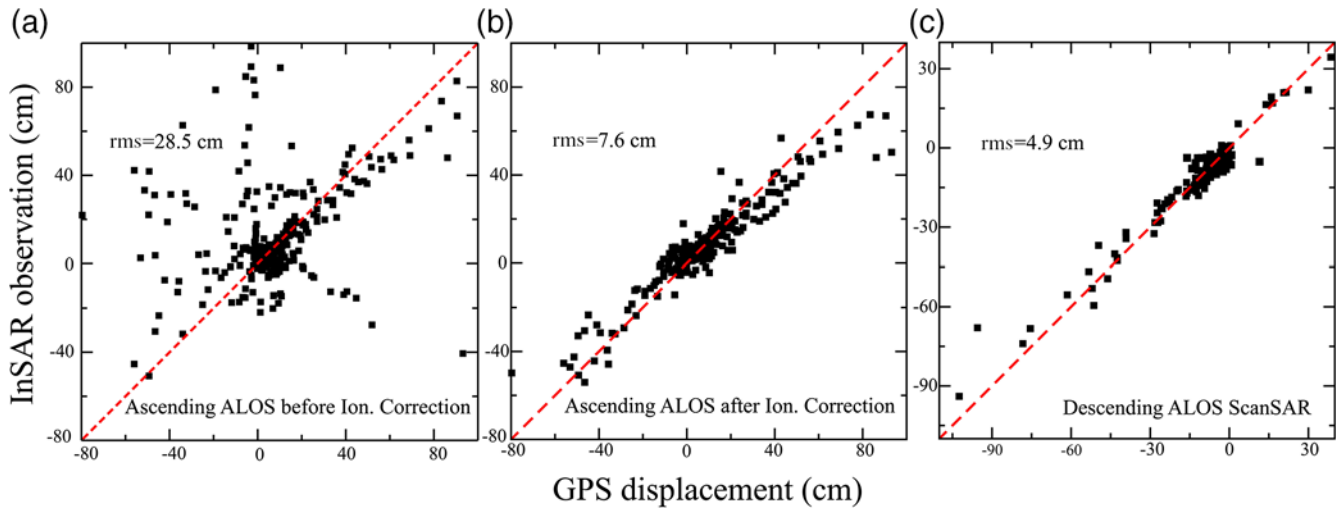 (a)
(b)
(c)
InSAR observation (cm)
80
40
0
-40
-80
rms=28.5 cm
Ascending ALOS before Ion. Correction
-80
-40
0
40
80
80
40
0
-40
-80
rms=7.6 cm
Ascending ALOS after Ion. Correction
-80
-40
0
40
80
30
0
-30
-60
-90
rms=4.9 cm
Descending ALOS ScanSAR
-90
-60
-30
0
30
GPS displacement (cm)